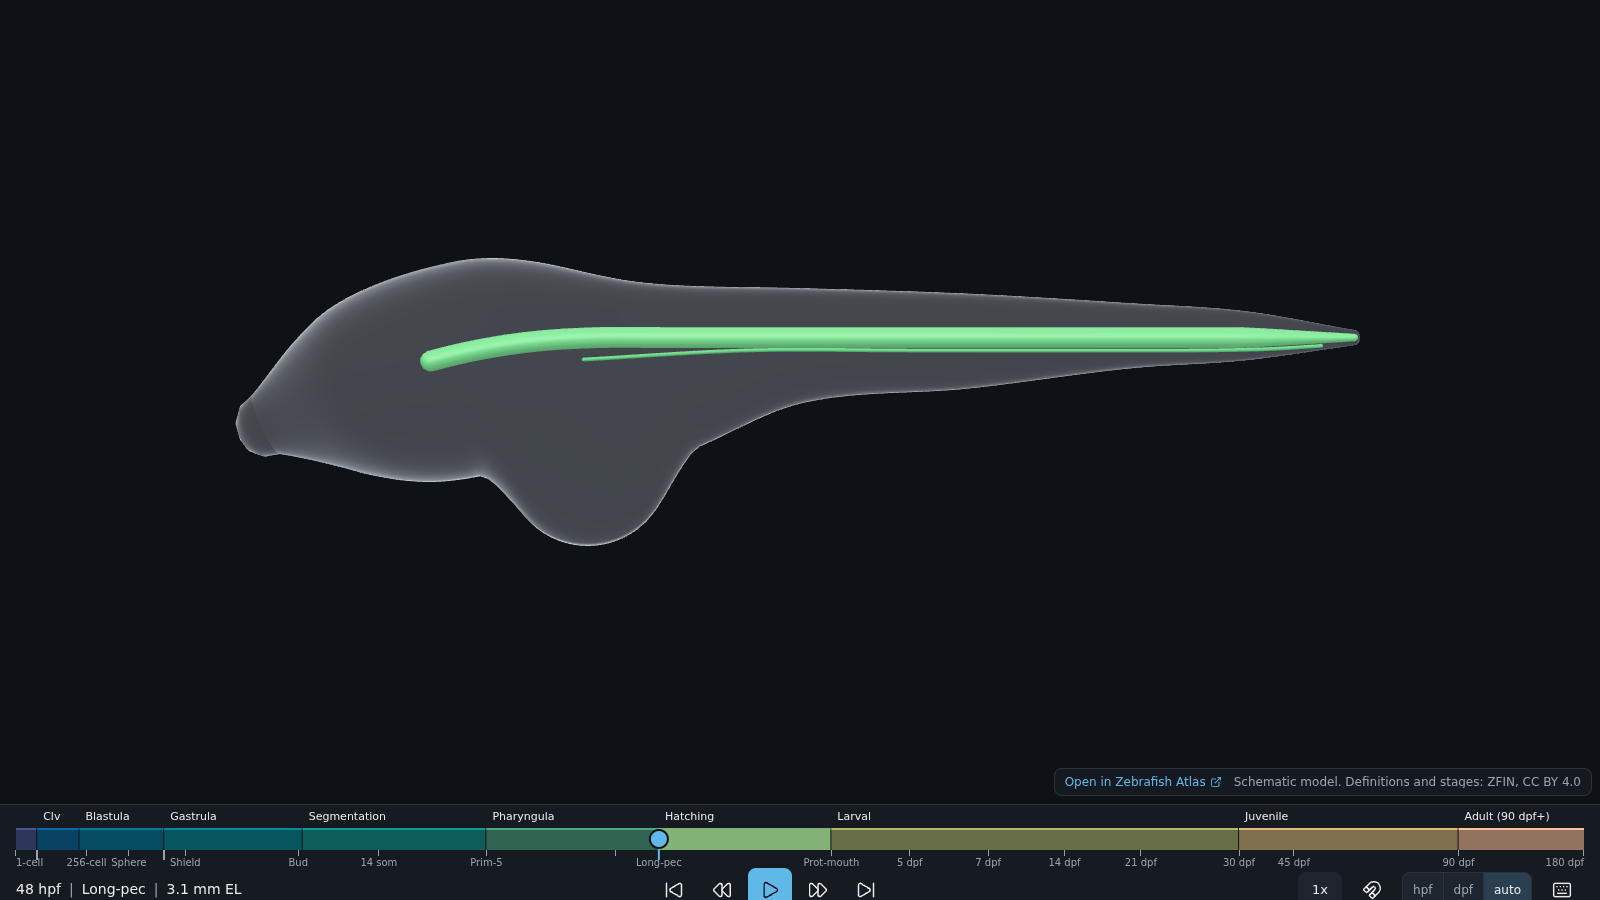 Open in Zebrafish Atlas Schematic model. Definitions and stages: ZFIN, CC BY 4.0
Clv Blastula Gastrula Segmentation Pharyngula Hatching Larval Juvenile Adult (90 dpf+)
1-cell 256-cell Sphere Shield Bud 14 som Prim-5 Long-pec Prot-mouth 5 dpf 7 dpf 14 dpf 21 dpf 30 dpf 45 dpf 90 dpf 180 dpf
48 hpf | Long-pec | 3.1 mm EL 1x hpf dpf auto